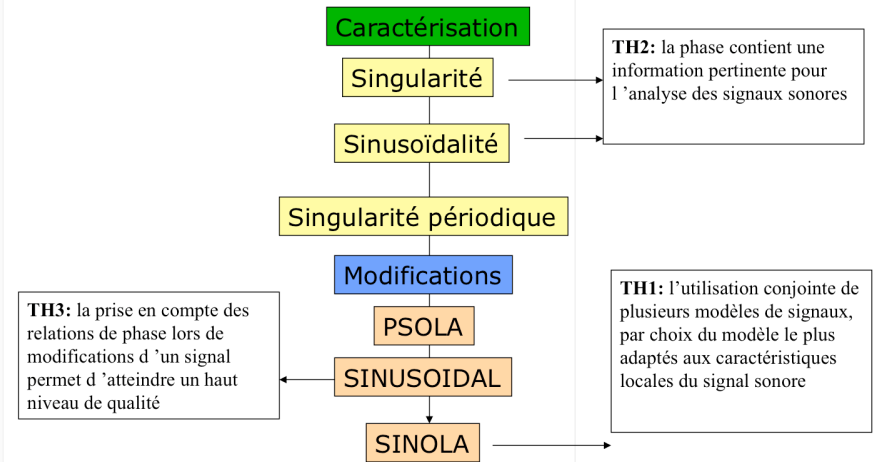 Caractérisation
Singularité
TH2: la phase contient une
information pertinente pour
l ’analyse des signaux sonores
Sinusoïdalité
Singularité périodique
Modifications
TH3: la prise en compte des
relations de phase lors de
modifications d ’un signal
permet d ’atteindre un haut
niveau de qualité
PSOLA
SINUSOIDAL
SINOLA
TH1: l’utilisation conjointe de
plusieurs modèles de signaux,
par choix du modèle le plus
adaptés aux caractéristiques
locales du signal sonore